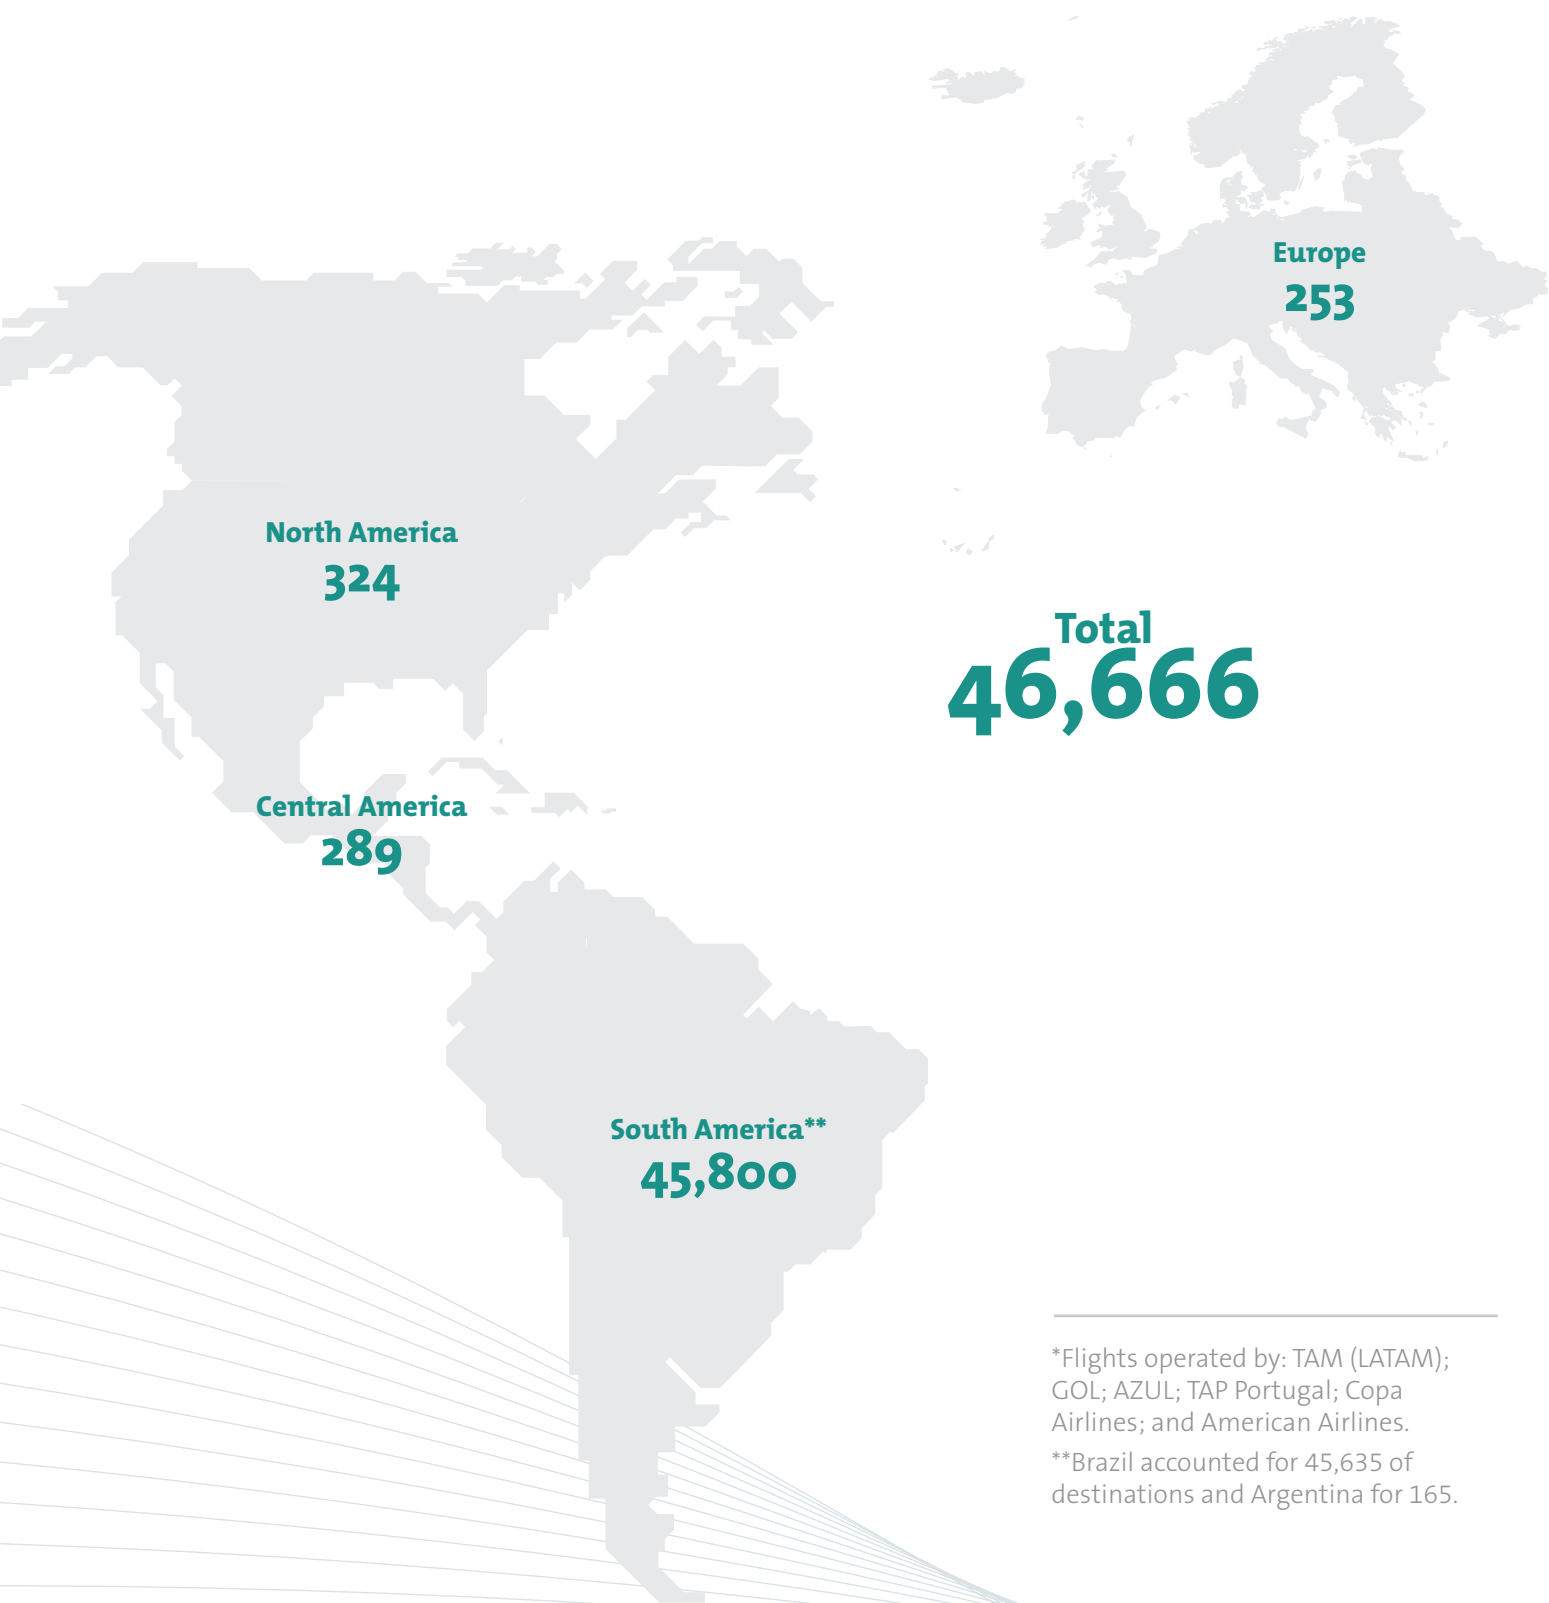 Europe
253
North America
324
Total
46,666
Central America
289
South America**
45,800
*Flights operated by: TAM (LATAM);
GOL; AZUL; TAP Portugal; Copa
Airlines; and American Airlines.
**Brazil accounted for 45,635 of
destinations and Argentina for 165.